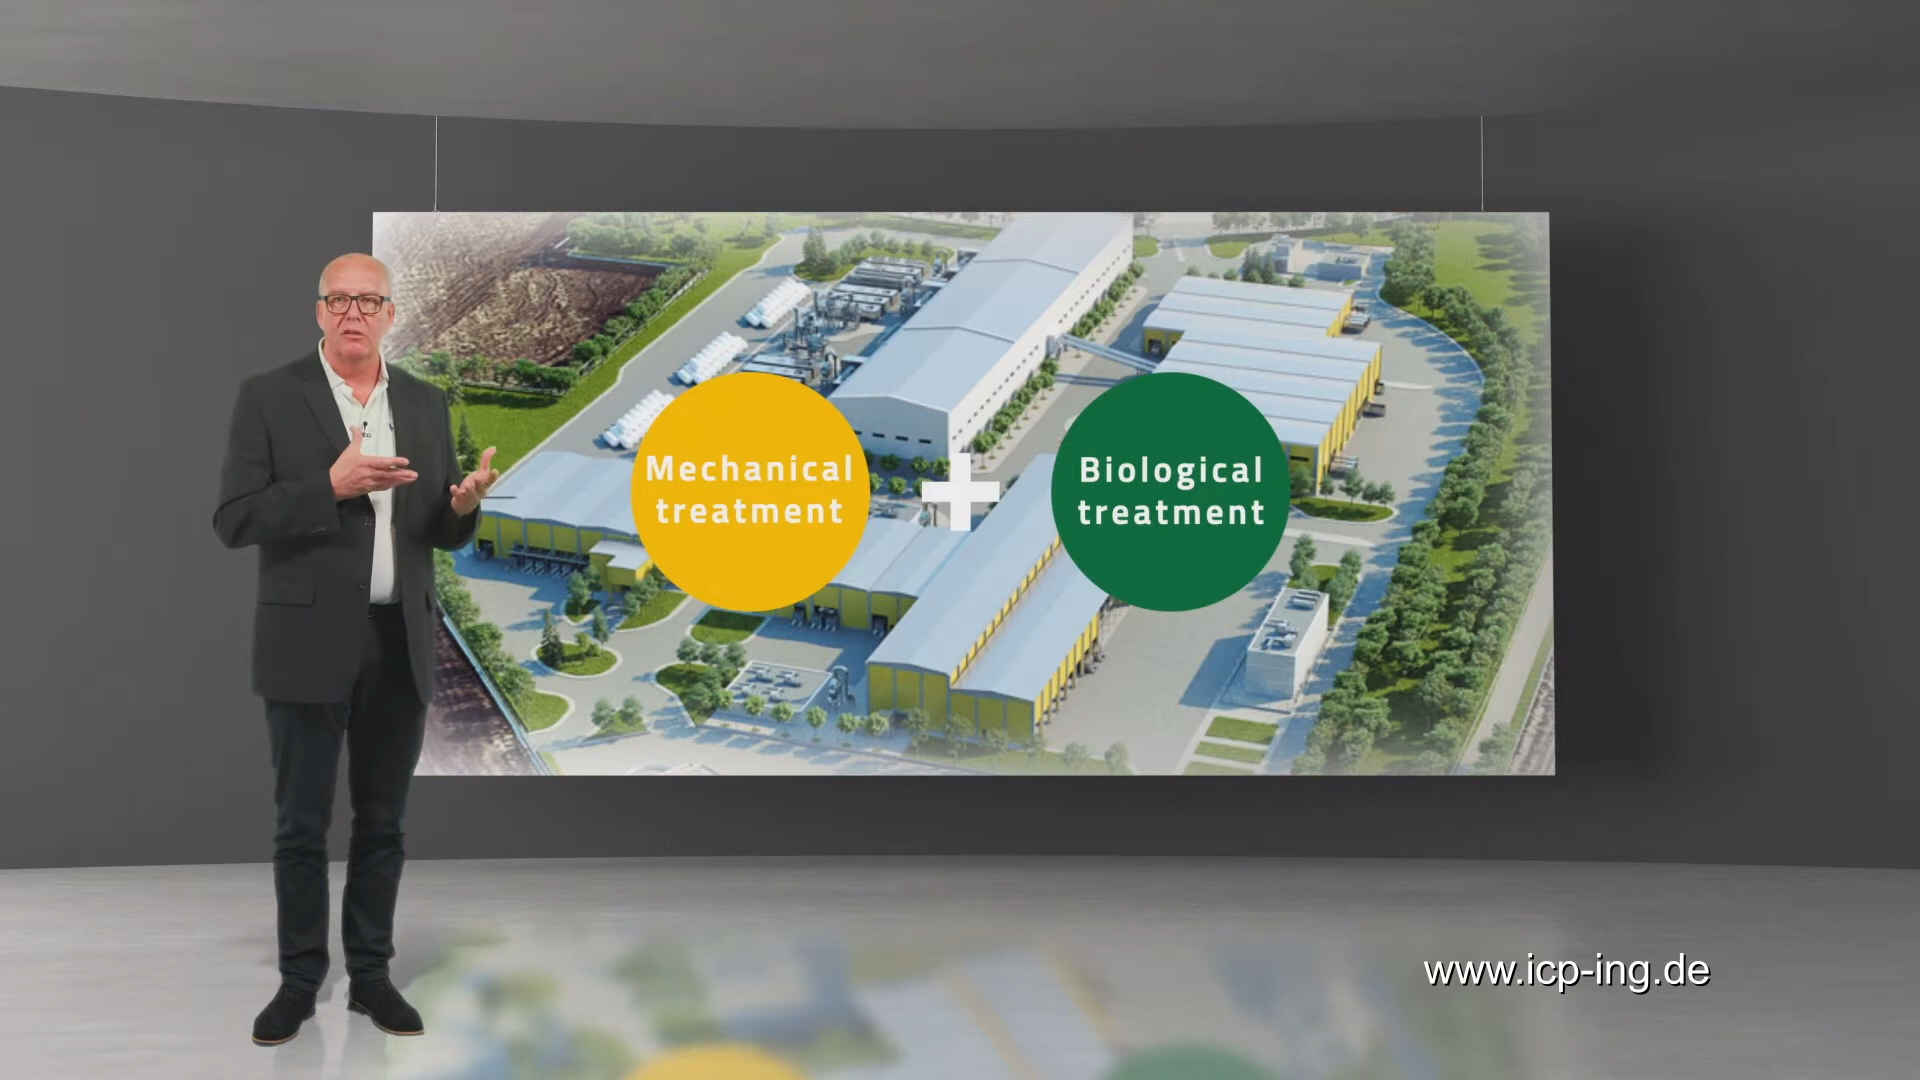 Mechanical
treatment
Biological
treatment
www.icp-ing.de